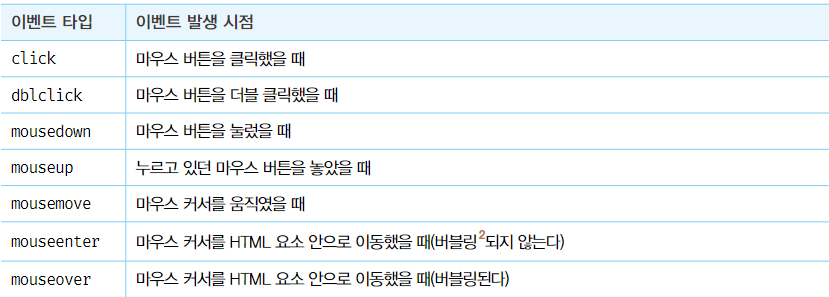 이벤트 타입 이벤트 발생 시점
click 마우스 버튼을 클릭했을 때
dblclick 마우스 버튼을 더블 클릭했을 때
mousedown 마우스 버튼을 눌렀을 때
mouseup 누르고 있던 마우스 버튼을 놓았을 때
mousemove 마우스 커서를 움직였을 때
mouseenter 마우스 커서를 HTML 요소 안으로 이동했을 때(버블링2되지 않는다)
mouseover 마우스 커서를 HTML 요소 안으로 이동했을 때(버블링된다)